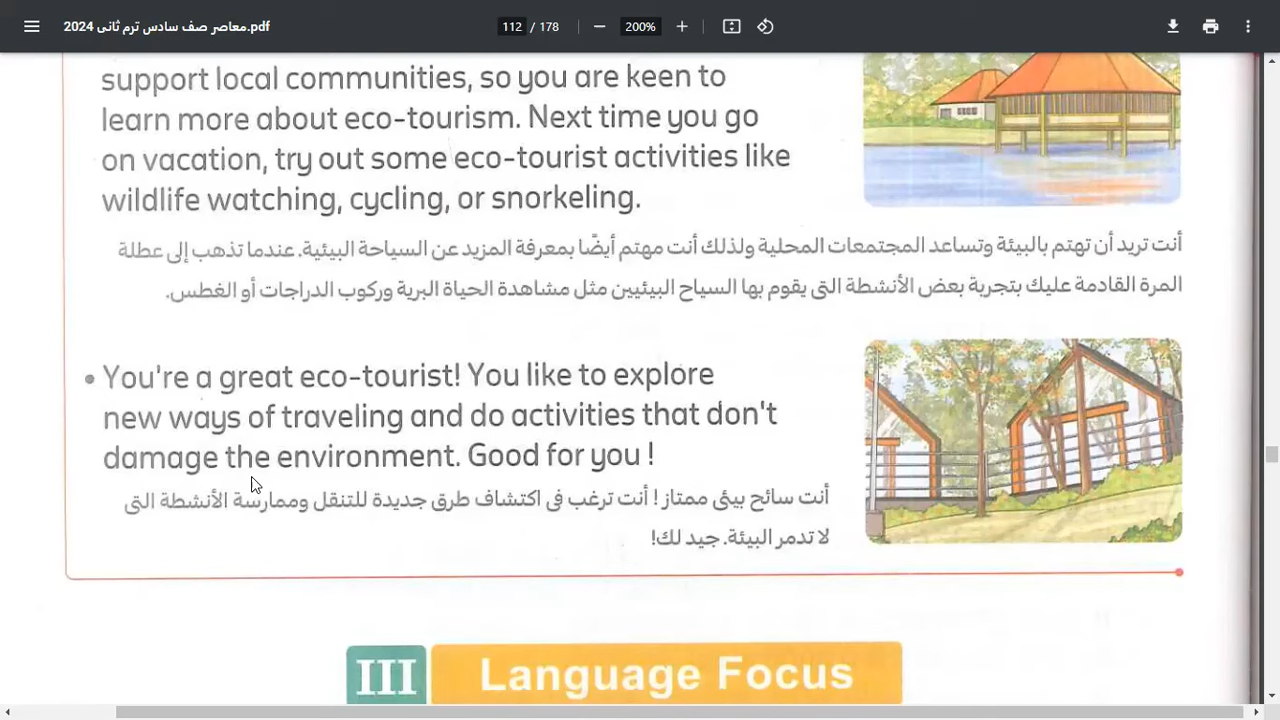 معاصر صف سادس ترم ثانى 2024.pdf
112 / 178
200%
support local communities, so you are keen to
learn more about eco-tourism. Next time you go
on vacation, try out some eco-tourist activities like
wildlife watching, cycling, or snorkeling.
أنت تريد أن تهتم بالبيئة وتساعد المجتمعات المحلية ولذلك أنت مهتم أيضًا بمعرفة المزيد عن السياحة البيئية. عندما تذهب إلى عطلة
المرة القادمة عليك بتجربة بعض الأنشطة التى يقوم بها السياح البيئيين مثل مشاهدة الحياة البرية وركوب الدراجات أو الغطس.
• You're a great eco-tourist! You like to explore
new ways of traveling and do activities that don't
damage the environment. Good for you !
أنت سائح بيئى ممتاز ! أنت ترغب فى اكتشاف طرق جديدة للتنقل وممارسة الأنشطة التى
لا تدمر البيئة. جيد لك!
III Language Focus